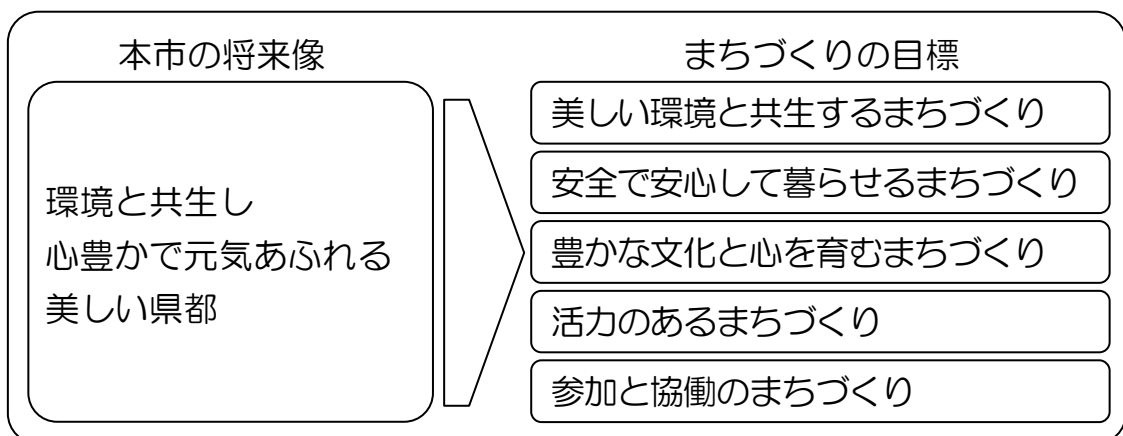 本市の将来像
環境と共生し
心豊かで元気あふれる
美しい県都
まちづくりの目標
美しい環境と共生するまちづくり
安全で安心して暮らせるまちづくり
豊かな文化と心を育むまちづくり
活力のあるまちづくり
参加と協働のまちづくり